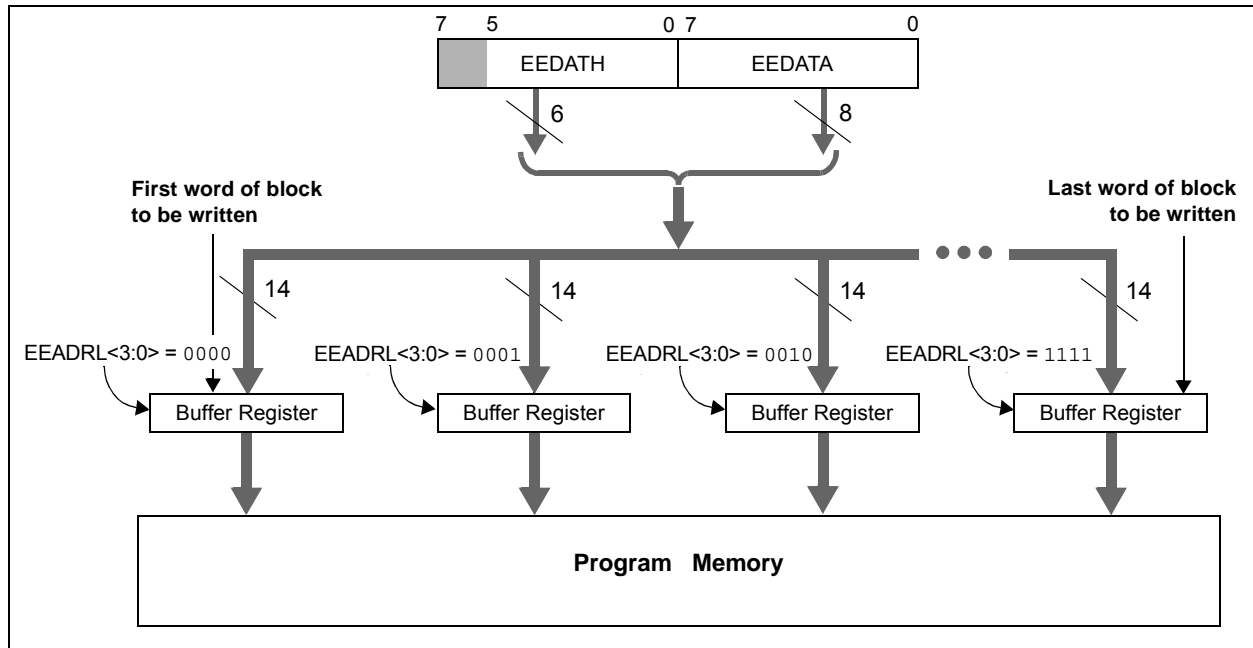 7 5 0 7 0
EEDATH EEDATA
6 8
First word of block
to be written
Last word of block
to be written
14 14 14 14
EEADRL<3:0> = 0000 EEADRL<3:0> = 0001 EEADRL<3:0> = 0010 EEADRL<3:0> = 1111
Buffer Register Buffer Register Buffer Register Buffer Register
Program Memory